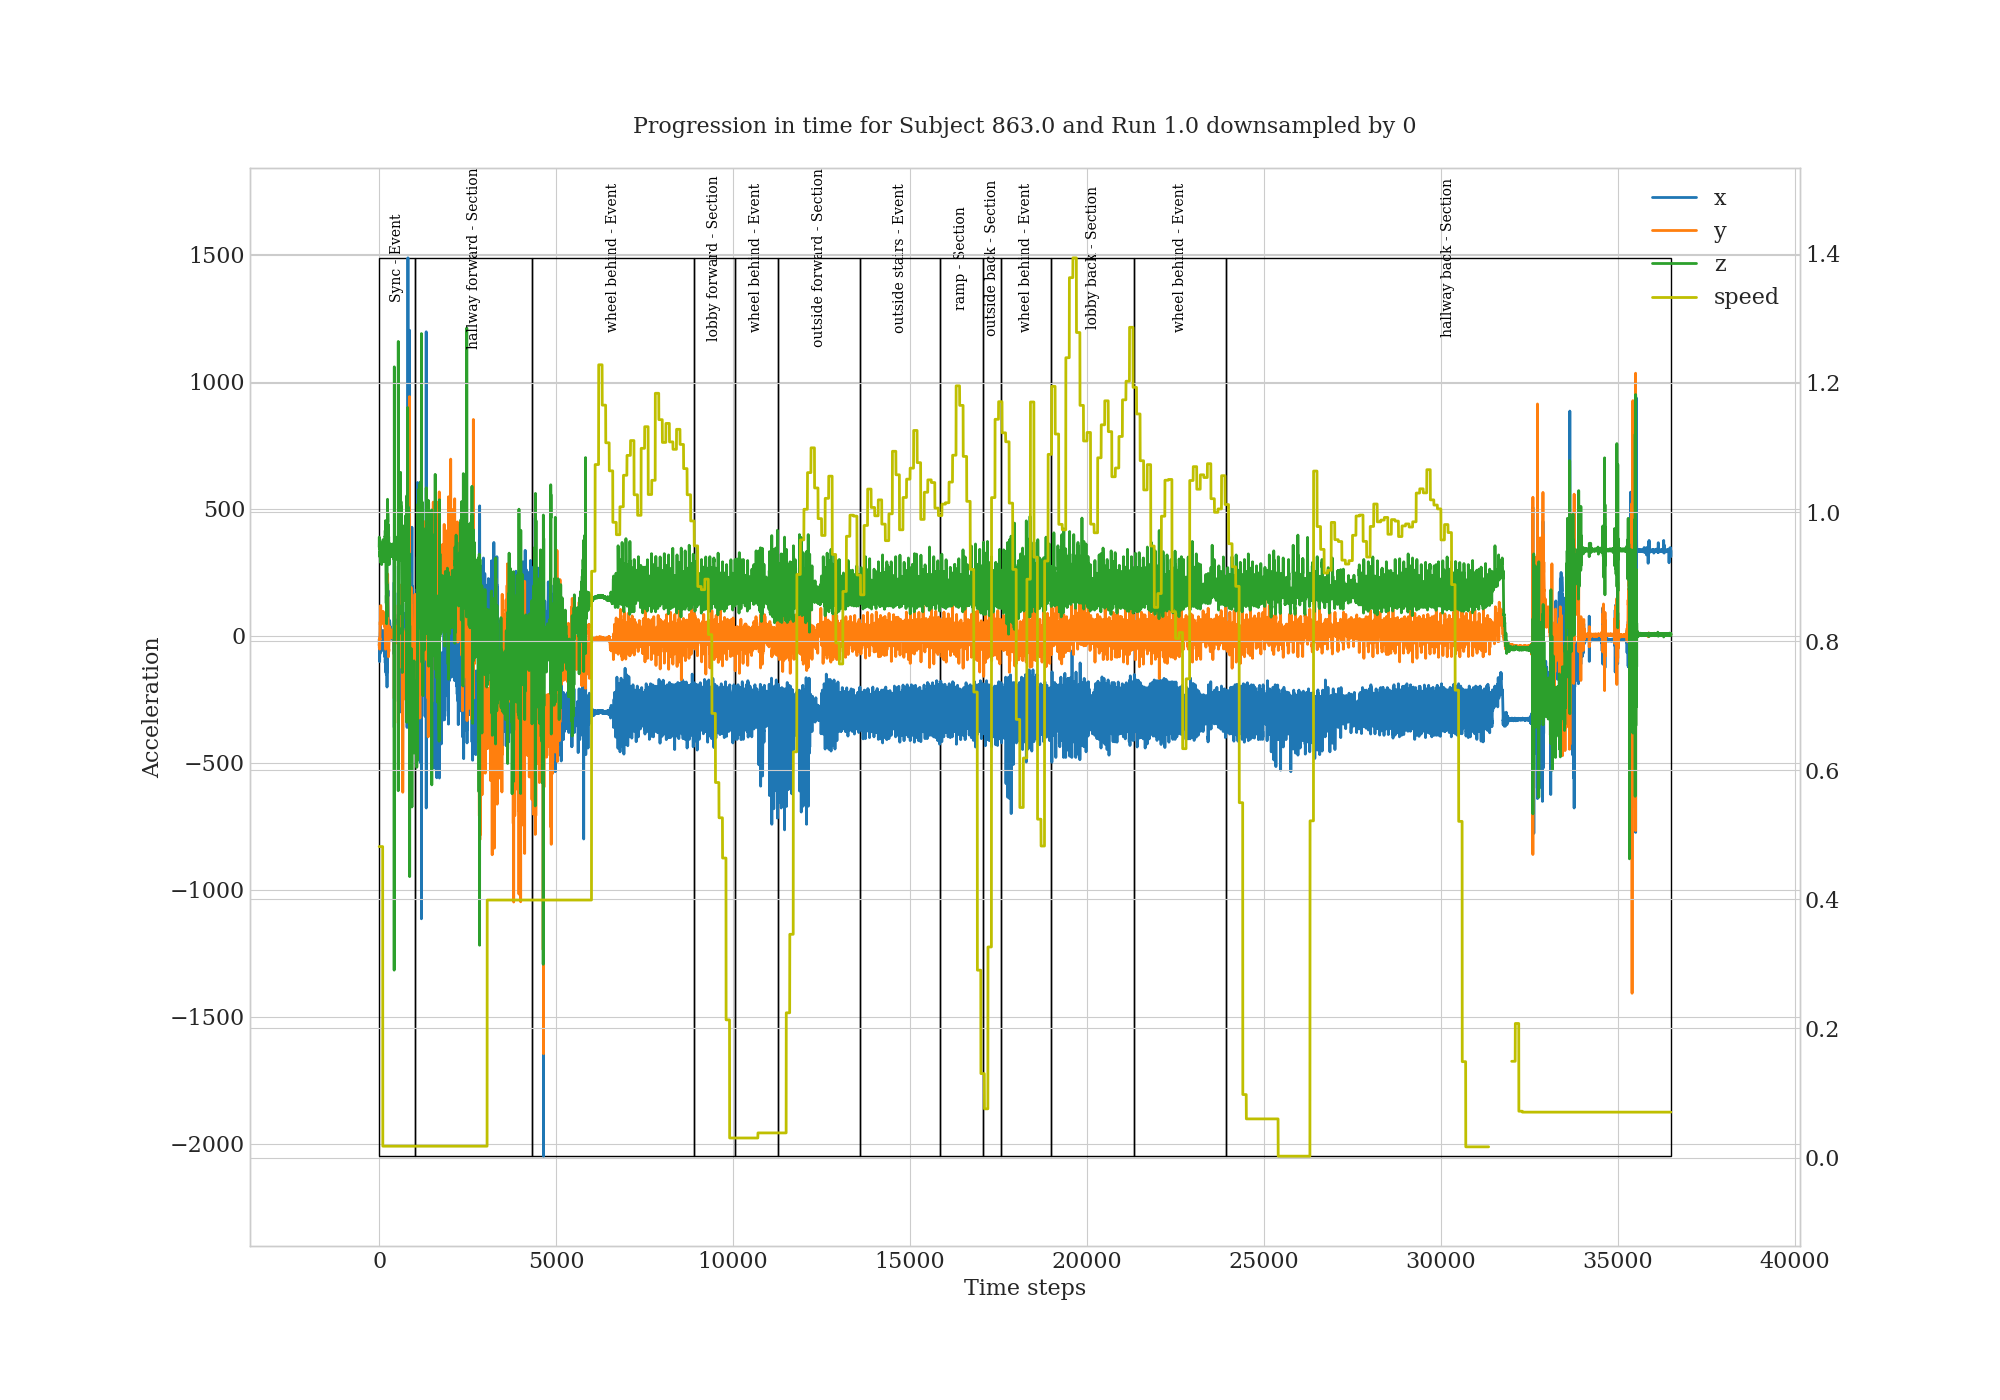 Progression in time for Subject 863.0 and Run 1.0 downsampled by 0
Sync - Event
hallway forward - Section
wheel behind - Event
lobby forward - Section
wheel behind - Event
outside forward - Section
outside stairs - Event
ramp - Section
outside back - Section
wheel behind - Event
lobby back - Section
wheel behind - Event
hallway back - Section
x
y
z
speed
1500
1000
500
0
−500
−1000
−1500
−2000
Acceleration
1.4
1.2
1.0
0.8
0.6
0.4
0.2
0.0
0 5000 10000 15000 20000 25000 30000 35000 40000
Time steps